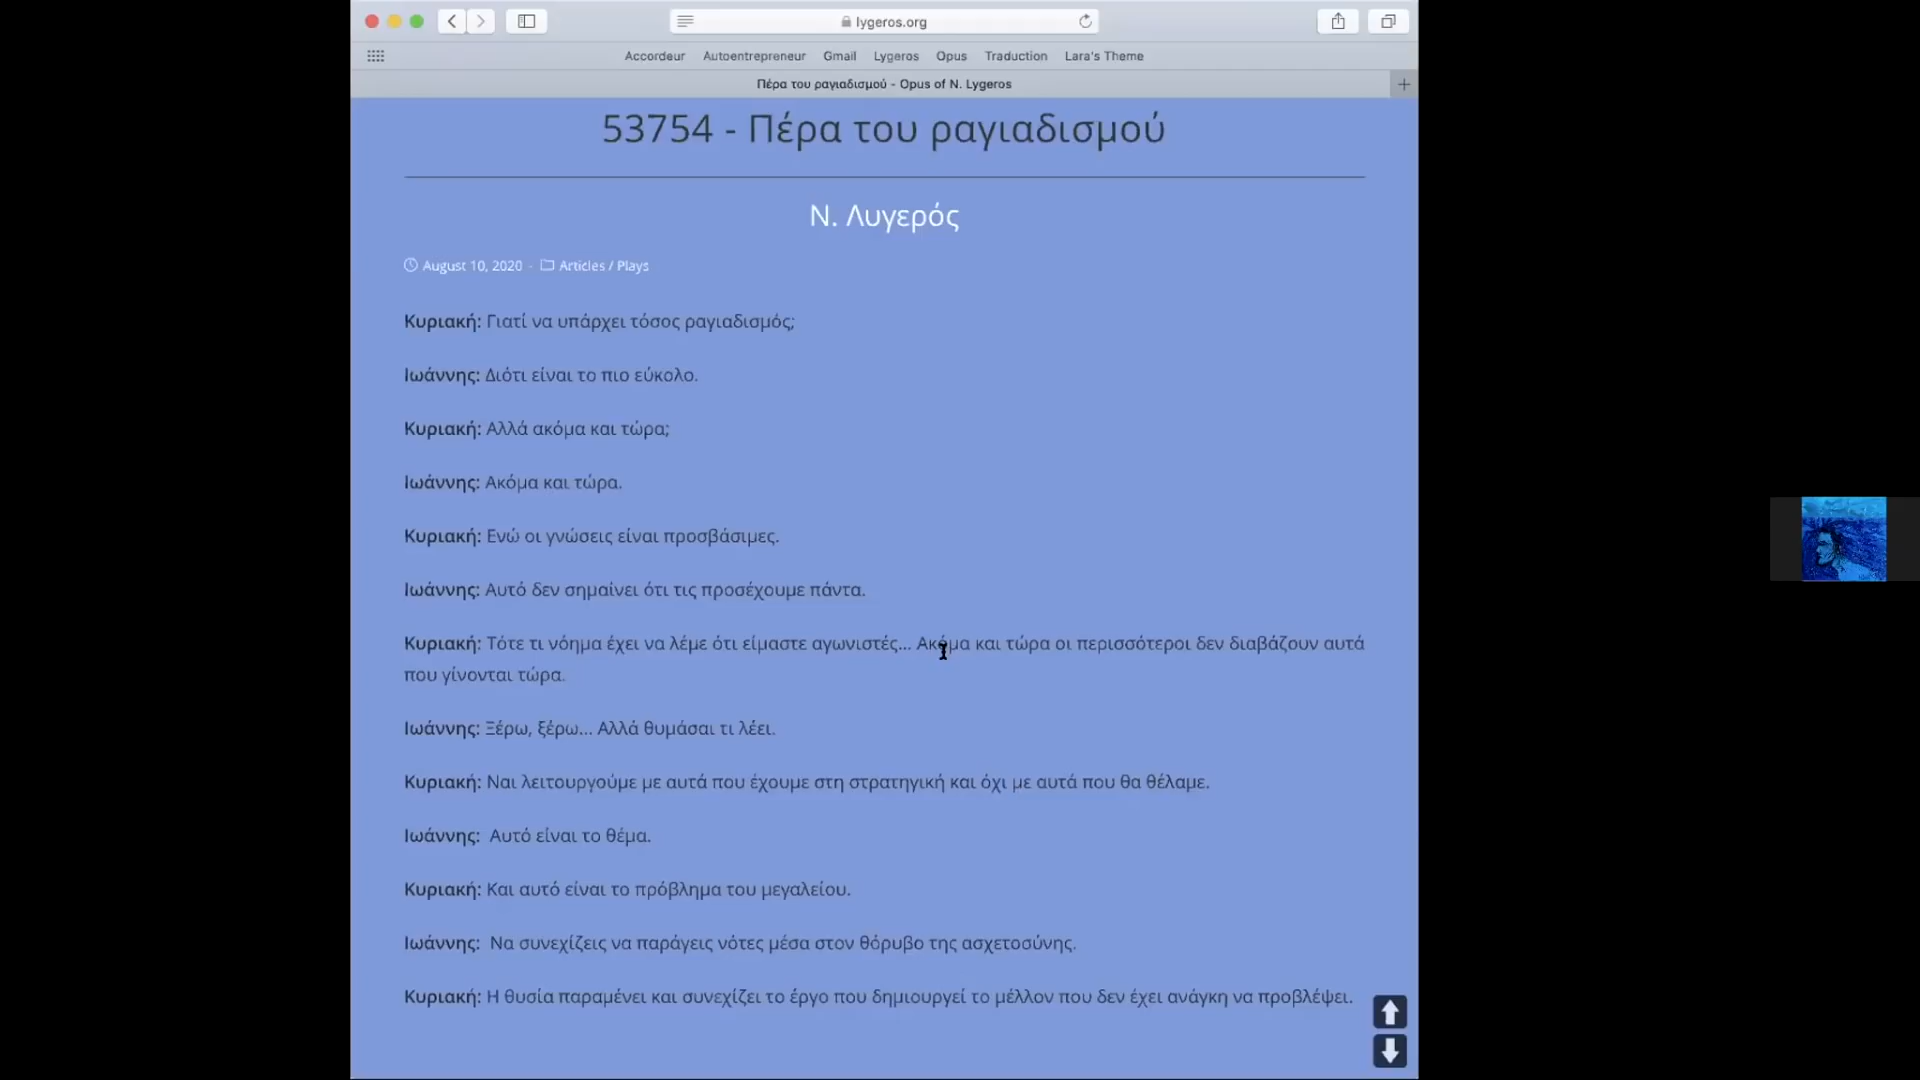 lygeros.org
Accordeur Autoentrepreneur Gmail Lygeros Opus Traduction Lara's Theme
Πέρα του ραγιαδισμού - Opus of N. Lygeros
53754 - Πέρα του ραγιαδισμού
Ν. Λυγερός
August 10, 2020 - Articles / Plays
Κυριακή: Γιατί να υπάρχει τόσος ραγιαδισμός;
Ιωάννης: Διότι είναι το πιο εύκολο.
Κυριακή: Αλλά ακόμα και τώρα;
Ιωάννης: Ακόμα και τώρα.
Κυριακή: Ενώ οι γνώσεις είναι προσβάσιμες.
Ιωάννης: Αυτό δεν σημαίνει ότι τις προσέχουμε πάντα.
Κυριακή: Τότε τι νόημα έχει να λέμε ότι είμαστε αγωνιστές... Ακόμα και τώρα οι περισσότεροι δεν διαβάζουν αυτά
που γίνονται τώρα.
Ιωάννης: Ξέρω, ξέρω... Αλλά θυμάσαι τι λέει.
Κυριακή: Ναι λειτουργούμε με αυτά που έχουμε στη στρατηγική και όχι με αυτά που θα θέλαμε.
Ιωάννης: Αυτό είναι το θέμα.
Κυριακή: Και αυτό είναι το πρόβλημα του μεγαλείου.
Ιωάννης: Να συνεχίζεις να παράγεις νότες μέσα στον θόρυβο της ασχετοσύνης.
Κυριακή: Η θυσία παραμένει και συνεχίζει το έργο που δημιουργεί το μέλλον που δεν έχει ανάγκη να προβλέψει.